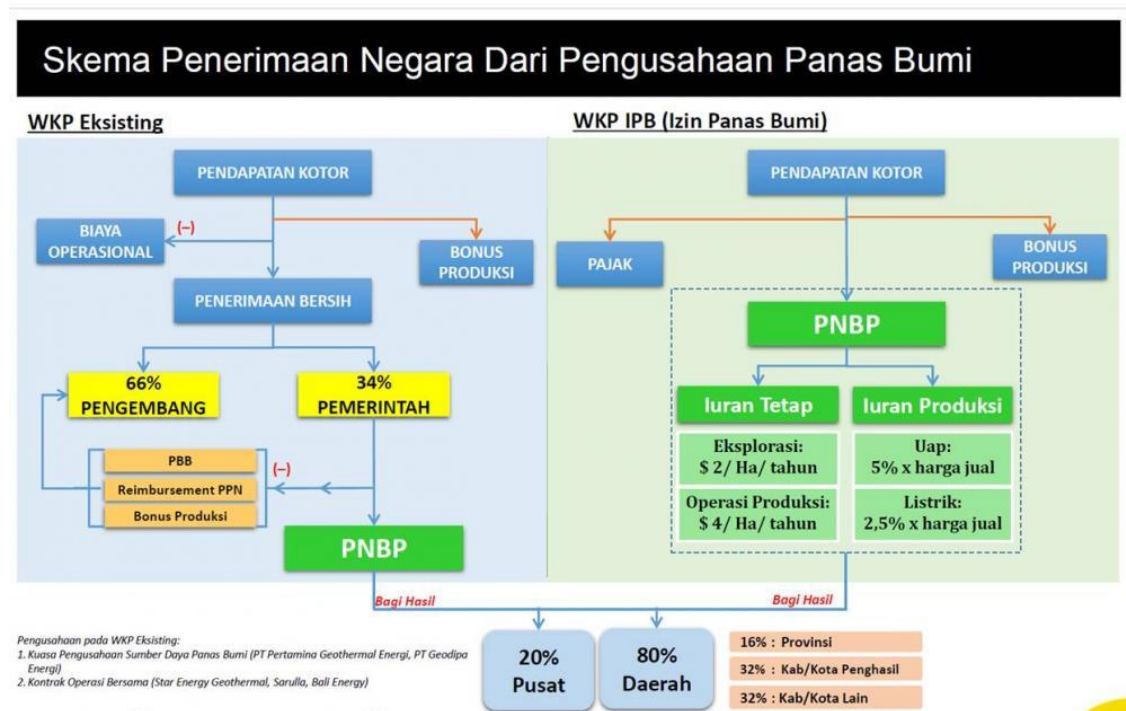 Skema Penerimaan Negara Dari Pengusahaan Panas Bumi
WKP Eksisting
PENDAPATAN KOTOR
BIAYA
OPERASIONAL
(–)
BONUS
PRODUKSI
PENERIMAAN BERSIH
66%
PENGEMBANG
34%
PEMERINTAH
PBB
Reimbursement PPN
Bonus Produksi
(–)
PNBP
WKP IPB (Izin Panas Bumi)
PENDAPATAN KOTOR
PAJAK
BONUS
PRODUKSI
PNBP
Iuran Tetap
Eksplorasi:
$ 2/ Ha/ tahun
Operasi Produksi:
$ 4/ Ha/ tahun
Iuran Produksi
Uap:
5% x harga jual
Listrik:
2,5% x harga jual
Bagi Hasil
Bagi Hasil
Pengusahaan pada WKP Eksisting:
1. Kuasa Pengusahaan Sumber Daya Panas Bumi (PT Pertamina Geothermal Energi, PT Geodipa
Energi)
2. Kontrak Operasi Bersama (Star Energy Geothermal, Sarulla, Bali Energy)
20%
Pusat
80%
Daerah
16% : Provinsi
32% : Kab/Kota Penghasil
32% : Kab/Kota Lain